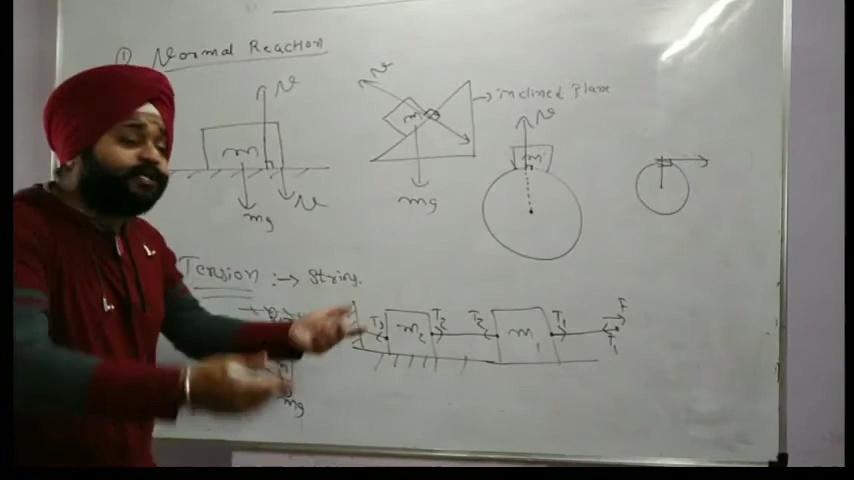 ① Normal Reaction
N
m
mg
N
N
m
mg
→ inclined Plane
N
m
Tension :→ String.
T3
m2
T2
T2
m1
T1
F
T1
mg